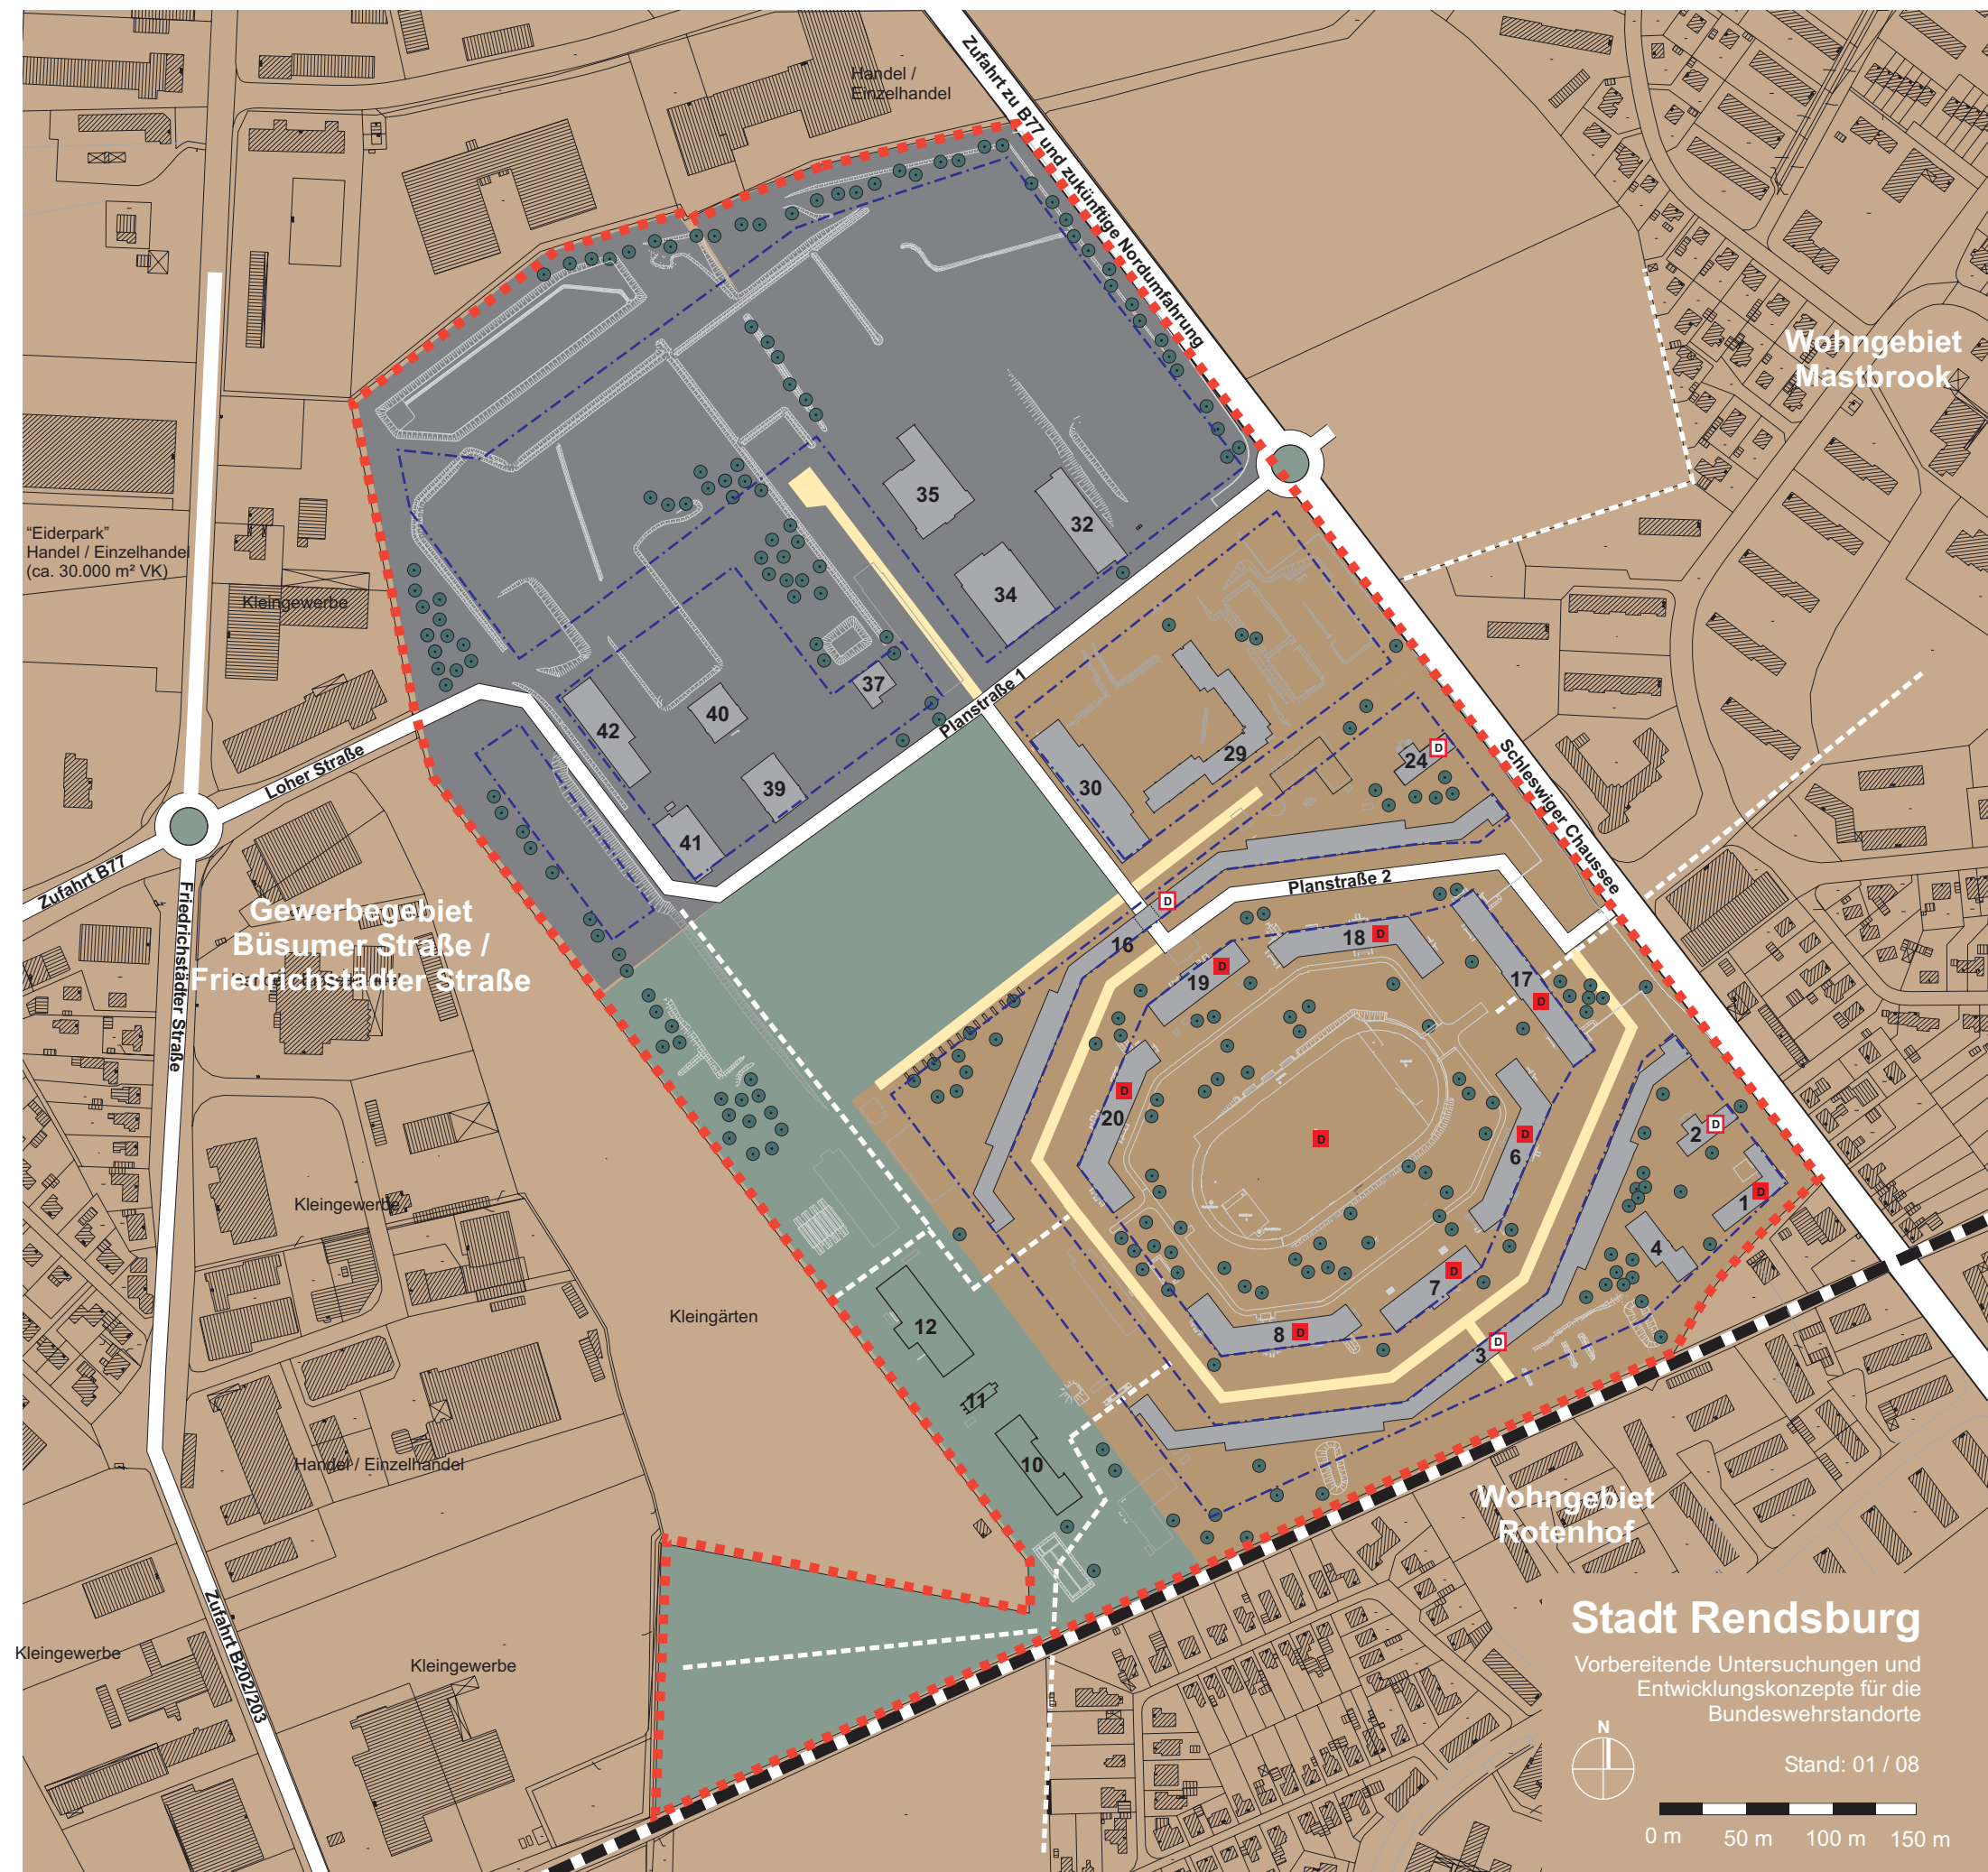 Handel /
Einzelhandel
Zufahrt zu B77 und zukünftige Nordumfahrung
Wohngebiet
Mastbrook
"Eiderpark"
Handel / Einzelhandel
(ca. 30.000 m² VK)
Kleingewerbe
35
32
34
37
40
42
39
41
Planstraße 1
Loher Straße
Zufahrt B77
Friedrichstädter Straße
Gewerbegebiet
Büsumer Straße /
Friedrichstädter Straße
29
30
24
D
Schleswiger Chaussee
Planstraße 2
D
16
18
D
19
D
17
D
20
D
D
6
D
2
D
1
D
4
7
D
8
D
3
D
Kleingewerbe
Kleingärten
12
11
10
Handel / Einzelhandel
Wohngebiet
Rotenhof
Zufahrt B202/203
Kleingewerbe
Kleingewerbe
Stadt Rendsburg
Vorbereitende Untersuchungen und
Entwicklungskonzepte für die
Bundeswehrstandorte
N
Stand: 01 / 08
0 m 50 m 100 m 150 m